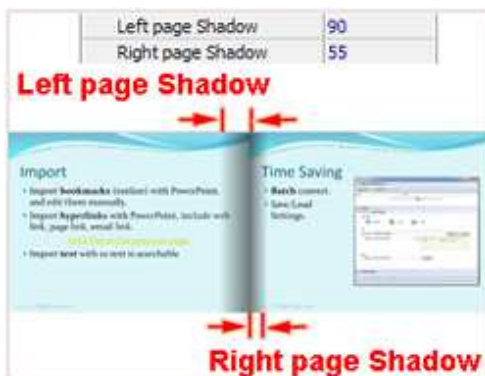 Left page Shadow 90
Right page Shadow 55
Left page Shadow
Import
• Import bookmarks (outline) with PowerPoint,
and edit them manually.
• Import hyperlinks with PowerPoint, include web
link, page link, email link.
• Import text with so text is searchable
Time Saving
• Batch convert.
• Save/Load
Settings.
Right page Shadow